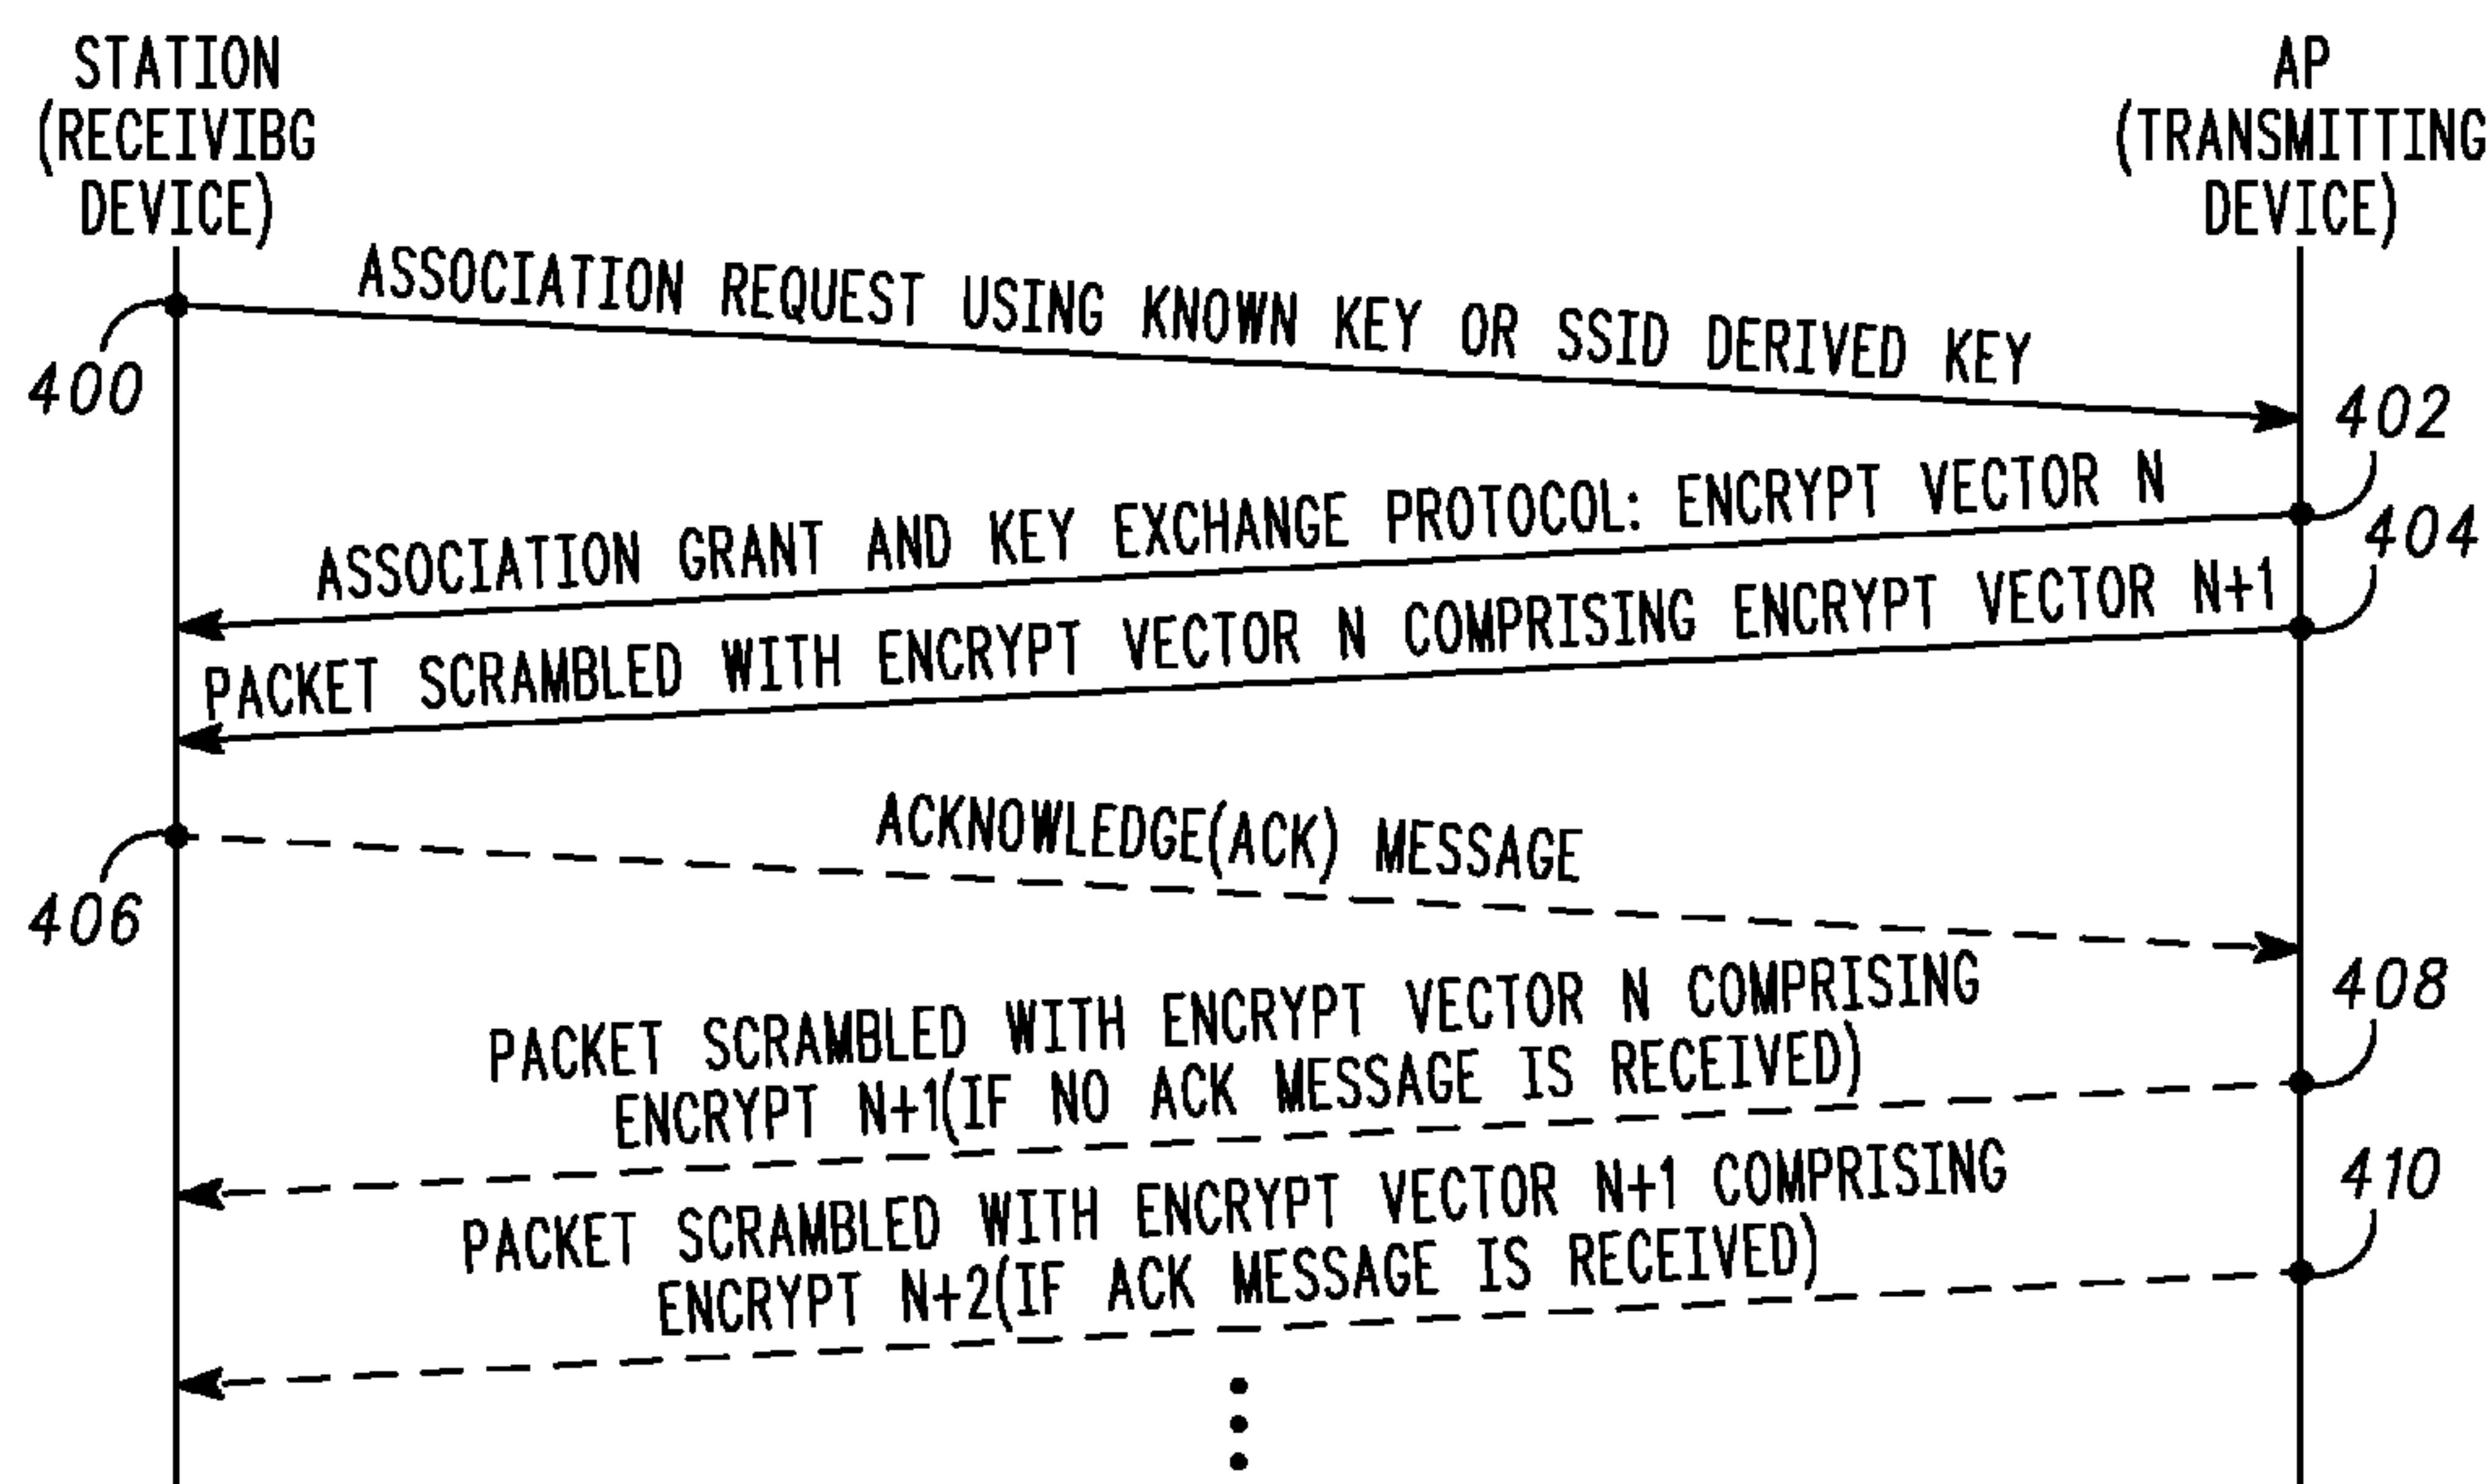 STATION
(RECEIVIBG
DEVICE)
AP
(TRANSMITTING
DEVICE)
ASSOCIATION REQUEST USING KNOWN KEY OR SSID DERIVED KEY
400
402
ASSOCIATION GRANT AND KEY EXCHANGE PROTOCOL: ENCRYPT VECTOR N
404
PACKET SCRAMBLED WITH ENCRYPT VECTOR N COMPRISING ENCRYPT VECTOR N+1
ACKNOWLEDGE(ACK) MESSAGE
406
408
PACKET SCRAMBLED WITH ENCRYPT VECTOR N COMPRISING
ENCRYPT N+1(IF NO ACK MESSAGE IS RECEIVED)
410
PACKET SCRAMBLED WITH ENCRYPT VECTOR N+1 COMPRISING
ENCRYPT N+2(IF ACK MESSAGE IS RECEIVED)